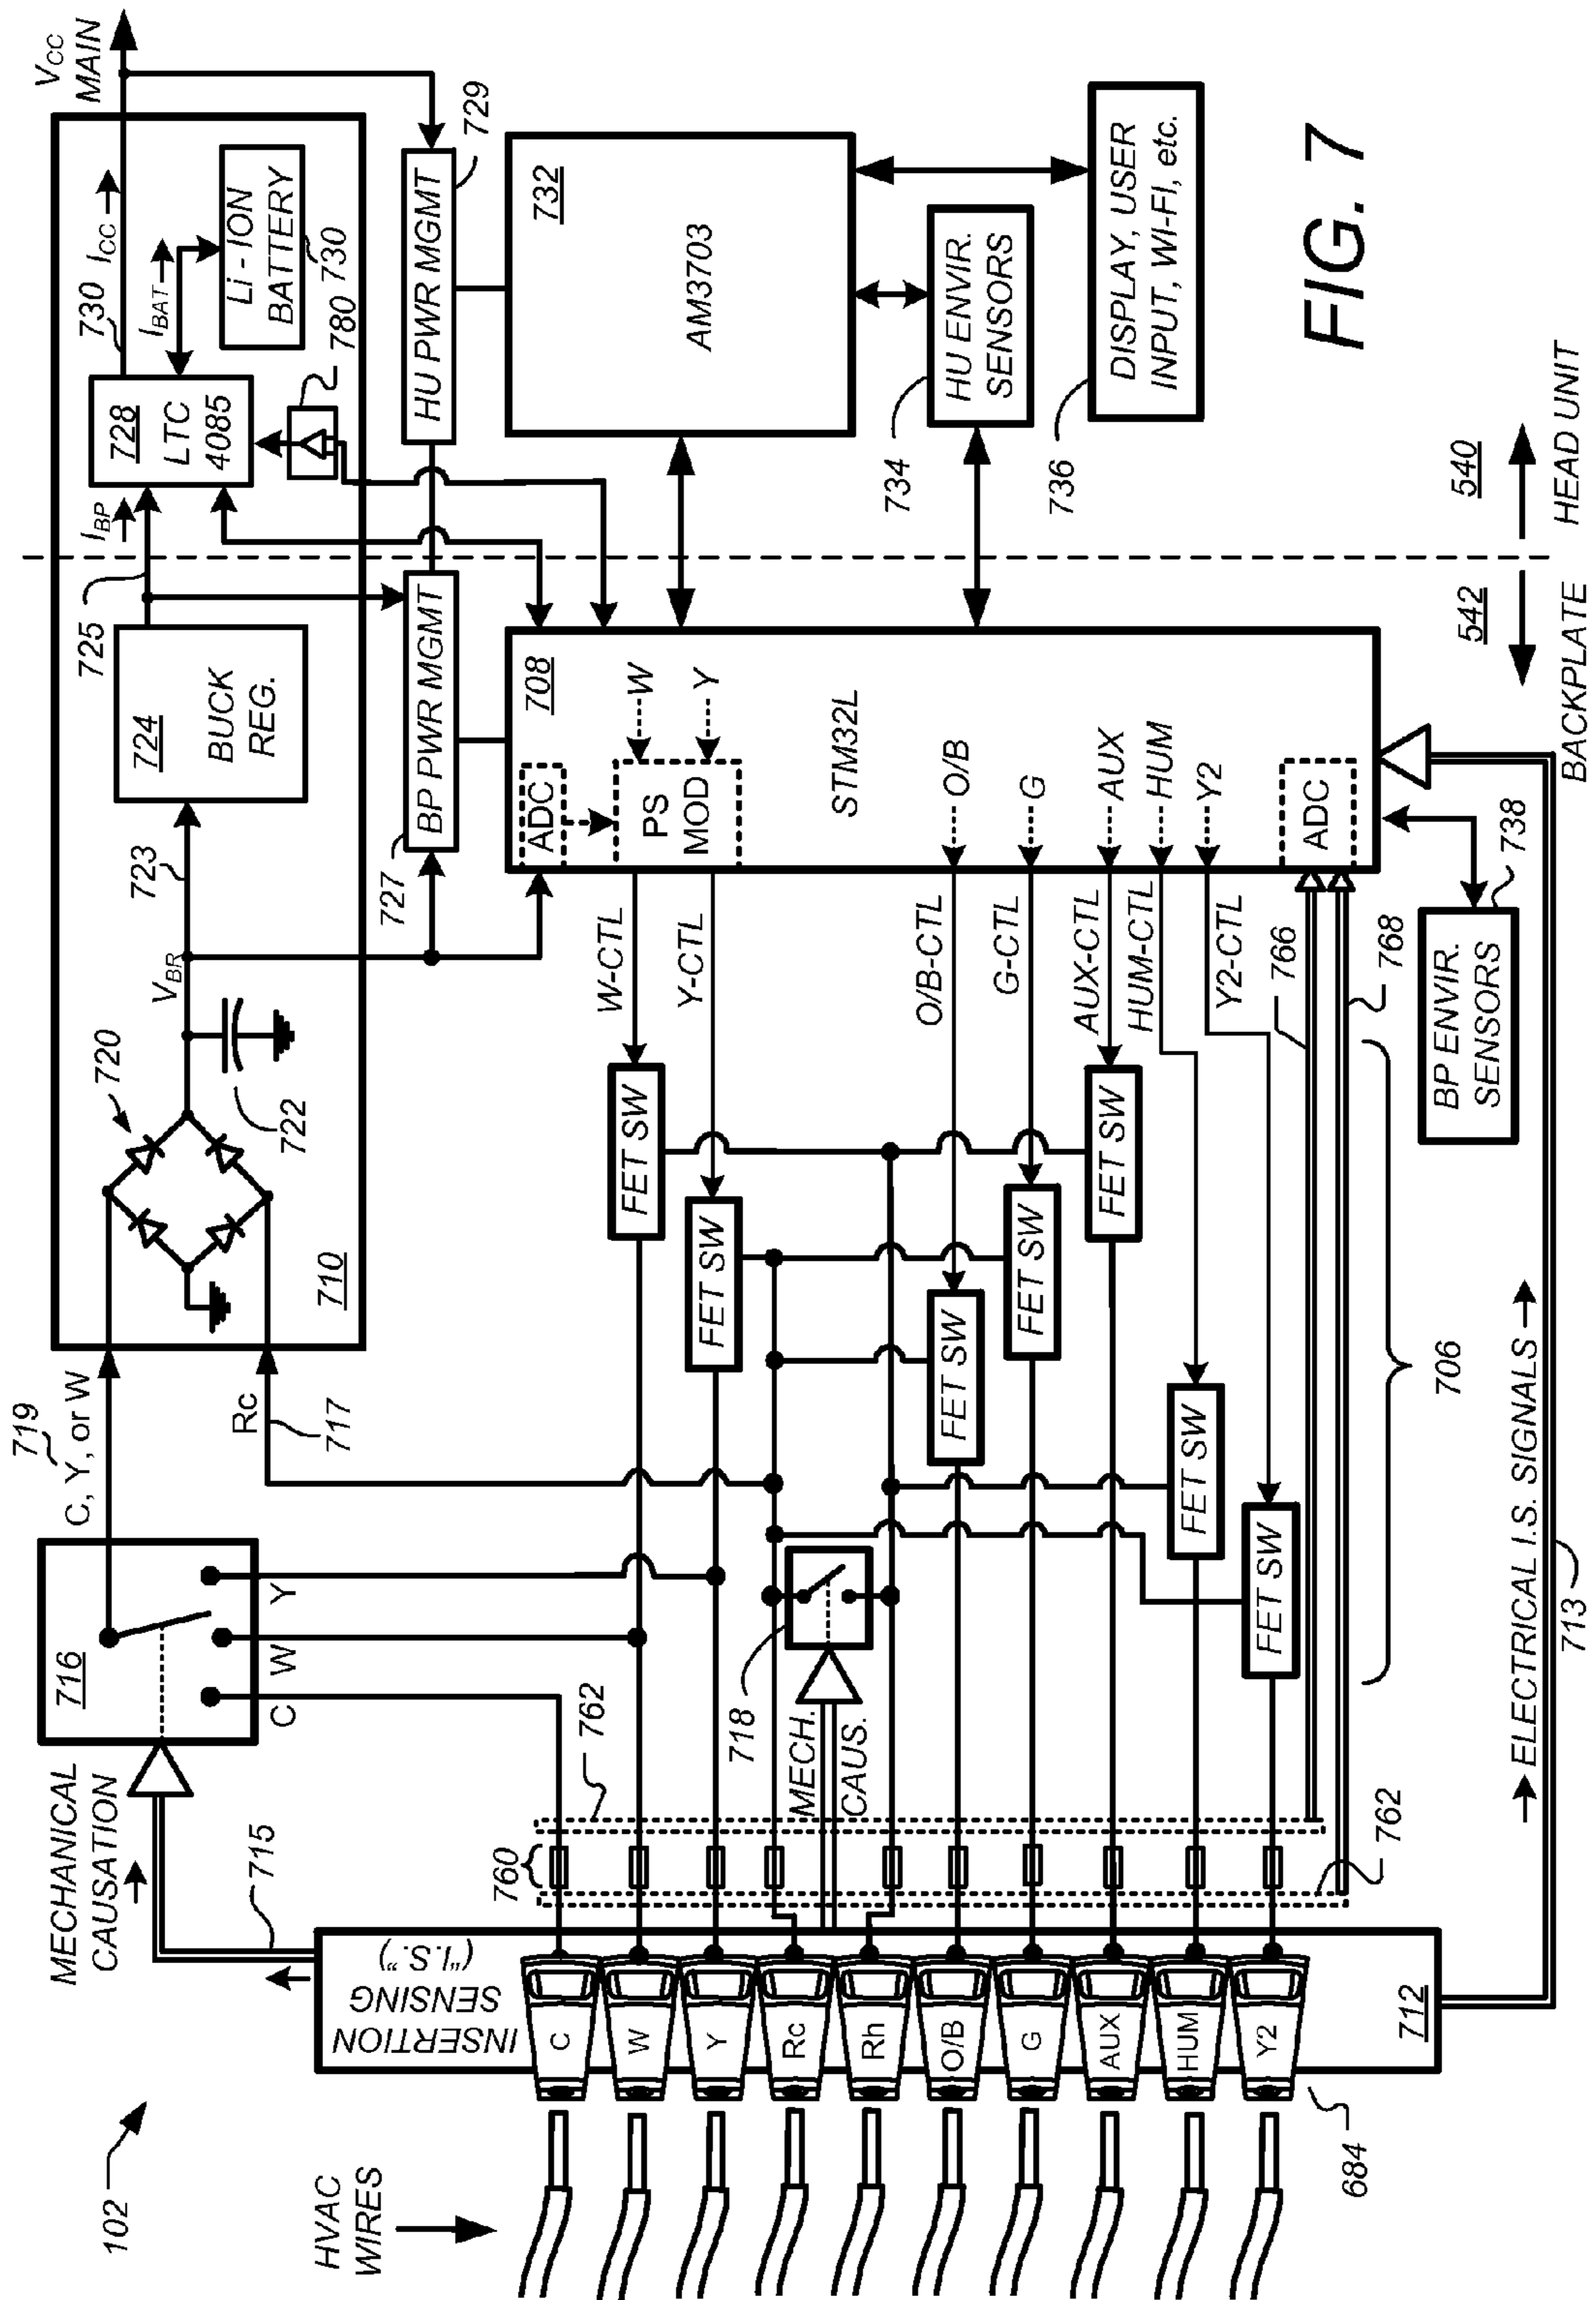 102
HVAC
WIRES
684
712
INSERTION
SENSING
("I.S.")
C
W
Y
Rc
Rh
O/B
G
AUX
HUM
Y2
715
MECHANICAL
CAUSATION
760
762
762
716
C
W
Y
719
C, Y, or W
Rc
717
718
MECH.
CAUS.
710
720
722
VBR
723
724
BUCK
REG.
725
IBP
728
LTC
4085
730
ICC
IBAT
Li - ION
BATTERY
730
780
VCC
MAIN
727
BP PWR MGMT
HU PWR MGMT
729
FET SW
FET SW
FET SW
FET SW
FET SW
FET SW
FET SW
W-CTL
Y-CTL
O/B-CTL
G-CTL
AUX-CTL
HUM-CTL
Y2-CTL
766
768
706
708
ADC
PS
MOD
W
Y
STM32L
O/B
G
AUX
HUM
Y2
ADC
732
AM3703
734
HU ENVIR.
SENSORS
736
DISPLAY, USER
INPUT, WI-FI, etc.
738
BP ENVIR.
SENSORS
ELECTRICAL I.S. SIGNALS
713
542
BACKPLATE
540
HEAD UNIT
FIG. 7